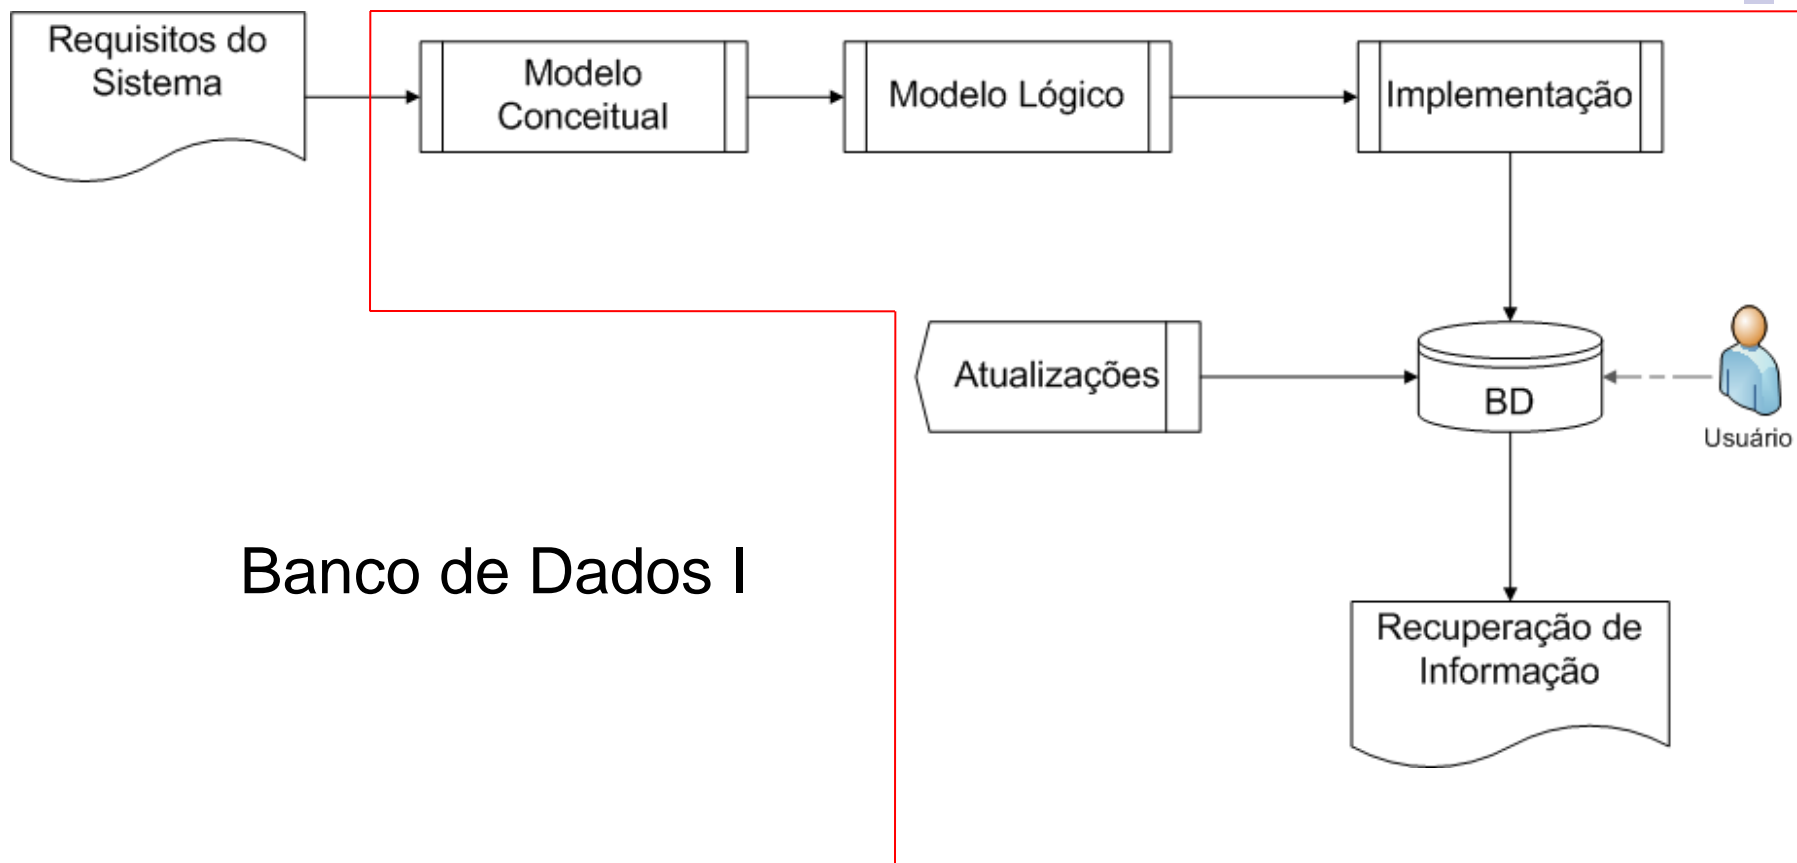 Requisitos do
Sistema
Modelo
Conceitual
Modelo Lógico
Implementação
Atualizações
BD
Usuário
Banco de Dados I
Recuperação de
Informação